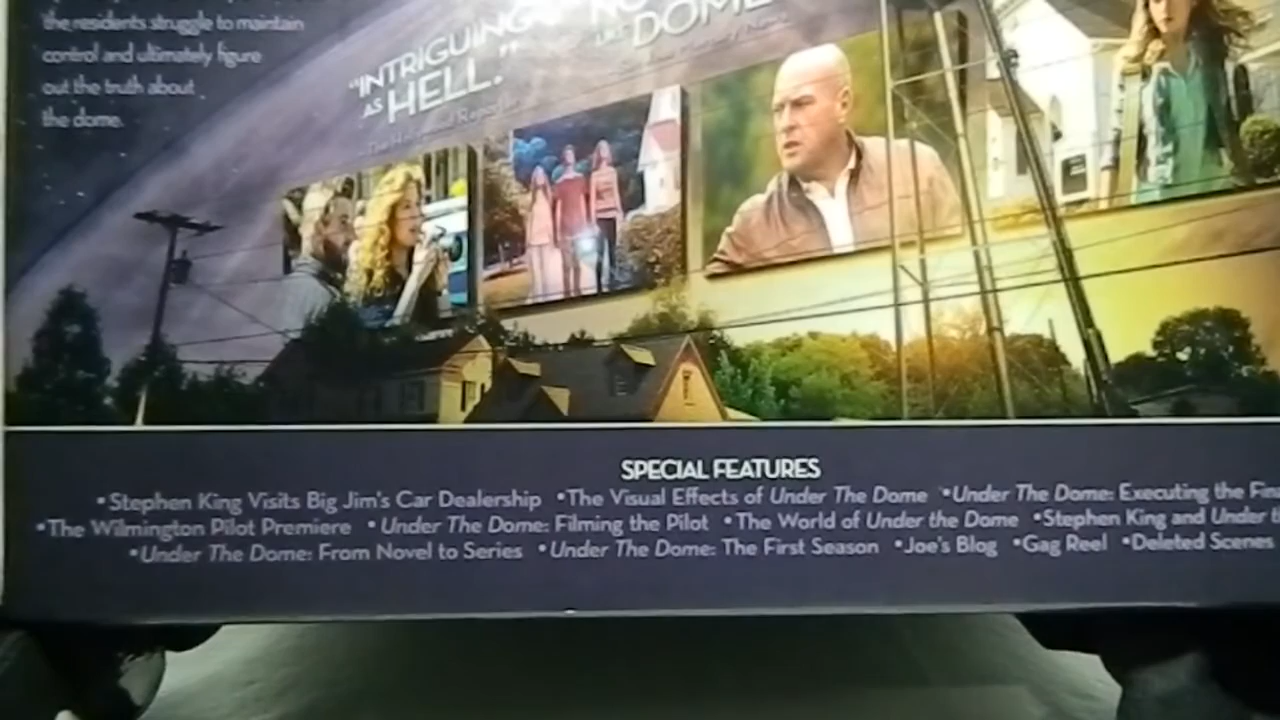 the residents struggle to maintain
control and ultimately figure
out the truth about
the dome.
"INTRIGUING
AS HELL."
DOME
SPECIAL FEATURES
•Stephen King Visits Big Jim's Car Dealership •The Visual Effects of Under The Dome •Under The Dome: Executing the
•The Wilmington Pilot Premiere •Under The Dome: Filming the Pilot •The World of Under the Dome •Stephen King and Under
•Under The Dome: From Novel to Series •Under The Dome: The First Season •Joe's Blog •Gag Reel •Deleted Scenes